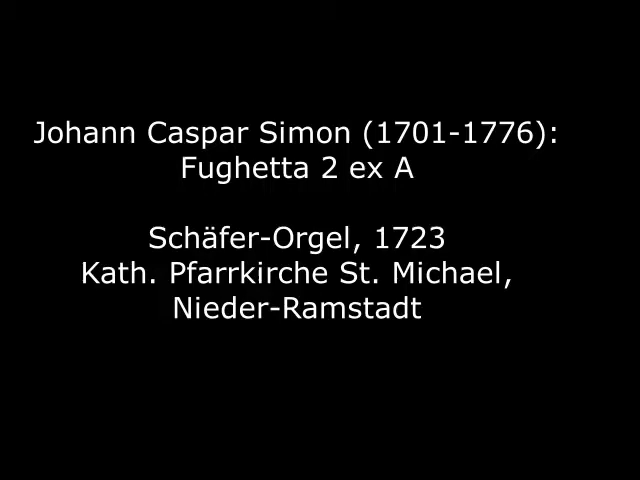 Johann Caspar Simon (1701-1776):
Fughetta 2 ex A
Schäfer-Orgel, 1723
Kath. Pfarrkirche St. Michael,
Nieder-Ramstadt